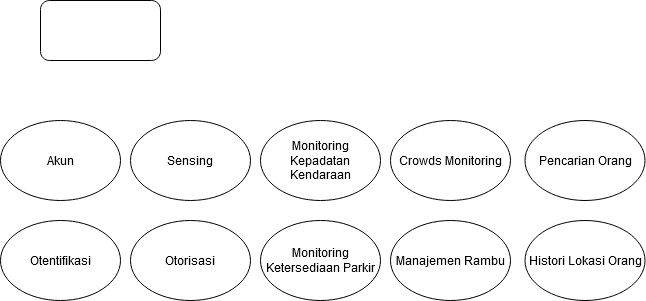 Akun
Sensing
Monitoring
Kepadatan
Kendaraan
Crowds Monitoring
Pencarian Orang
Otentifikasi
Otorisasi
Monitoring
Ketersediaan Parkir
Manajemen Rambu
Histori Lokasi Orang